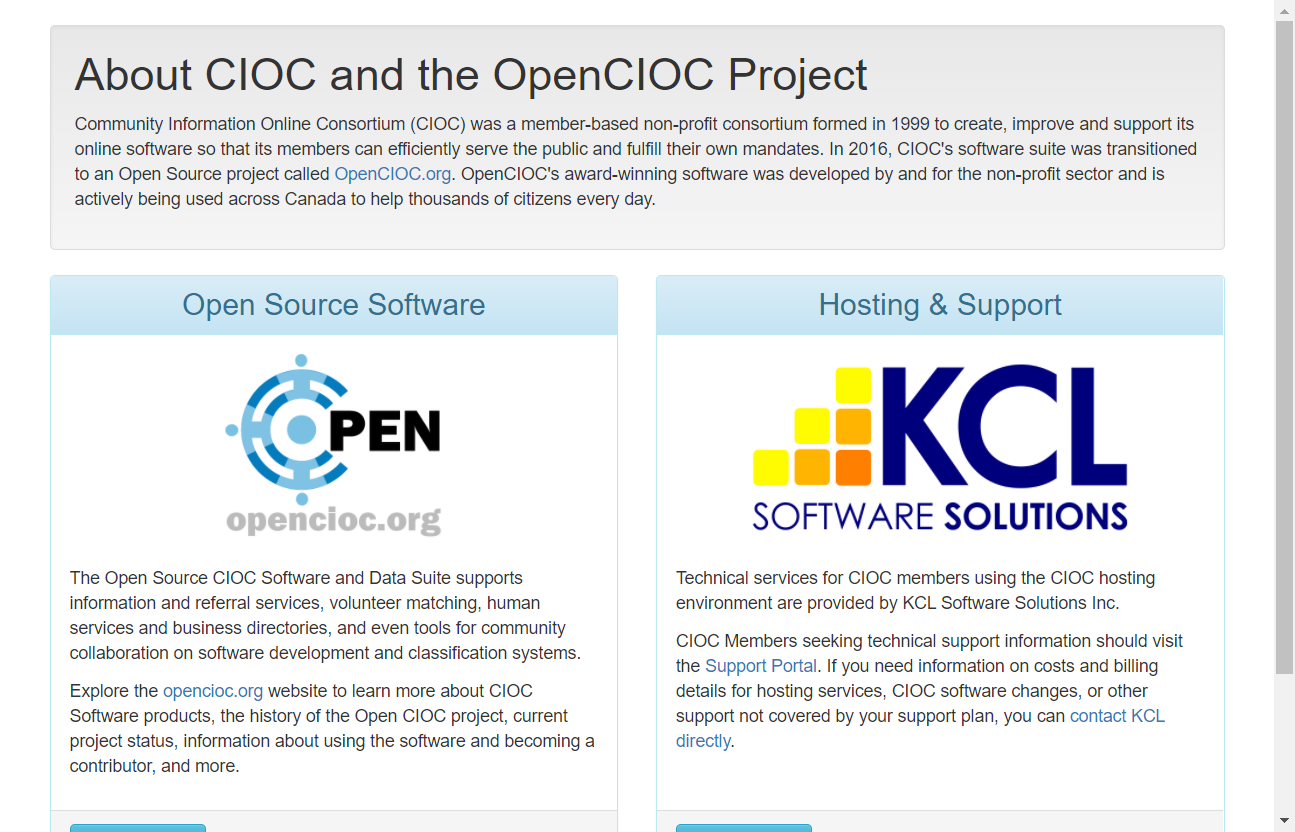 About CIOC and the OpenCIOC Project
Community Information Online Consortium (CIOC) was a member-based non-profit consortium formed in 1999 to create, improve and support its
online software so that its members can efficiently serve the public and fulfill their own mandates. In 2016, CIOC's software suite was transitioned
to an Open Source project called OpenCIOC.org. OpenCIOC's award-winning software was developed by and for the non-profit sector and is
actively being used across Canada to help thousands of citizens every day.
Open Source Software
OPEN
opencioc.org
The Open Source CIOC Software and Data Suite supports
information and referral services, volunteer matching, human
services and business directories, and even tools for community
collaboration on software development and classification systems.
Explore the opencioc.org website to learn more about CIOC
Software products, the history of the Open CIOC project, current
project status, information about using the software and becoming a
contributor, and more.
Hosting & Support
KCL
SOFTWARE SOLUTIONS
Technical services for CIOC members using the CIOC hosting
environment are provided by KCL Software Solutions Inc.
CIOC Members seeking technical support information should visit
the Support Portal. If you need information on costs and billing
details for hosting services, CIOC software changes, or other
support not covered by your support plan, you can contact KCL
directly.